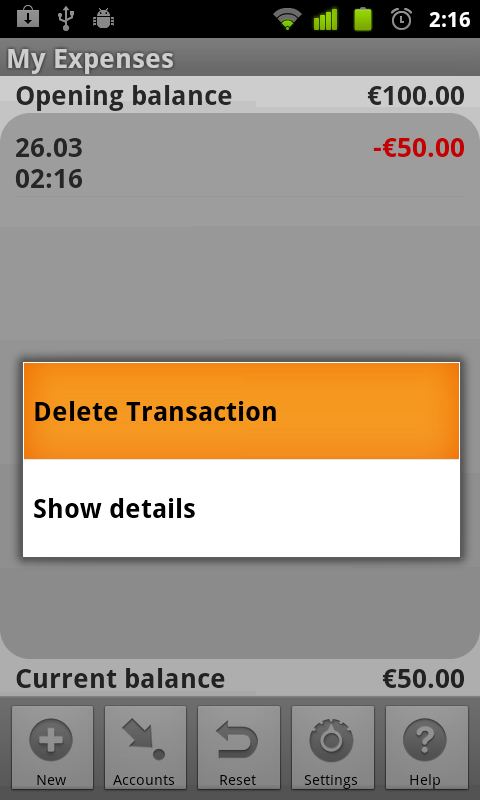 2:16
My Expenses
Opening balance €100.00
26.03 -€50.00
02:16
Delete Transaction
Show details
Current balance €50.00
New Accounts Reset Settings Help